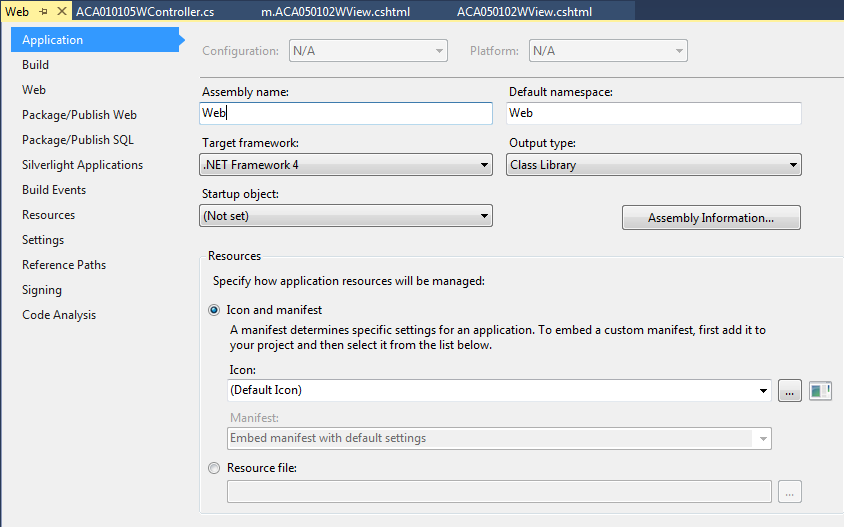 Web
ACA010105WController.cs
m.ACA050102WView.cshtml
ACA050102WView.cshtml
Application
Build
Web
Package/Publish Web
Package/Publish SQL
Silverlight Applications
Build Events
Resources
Settings
Reference Paths
Signing
Code Analysis
Configuration: N/A
Platform: N/A
Assembly name:
Web
Default namespace:
Web
Target framework:
.NET Framework 4
Output type:
Class Library
Startup object:
(Not set)
Assembly Information...
Resources
Specify how application resources will be managed:
Icon and manifest
A manifest determines specific settings for an application. To embed a custom manifest, first add it to
your project and then select it from the list below.
Icon:
(Default Icon)
...
Manifest:
Embed manifest with default settings
Resource file:
...